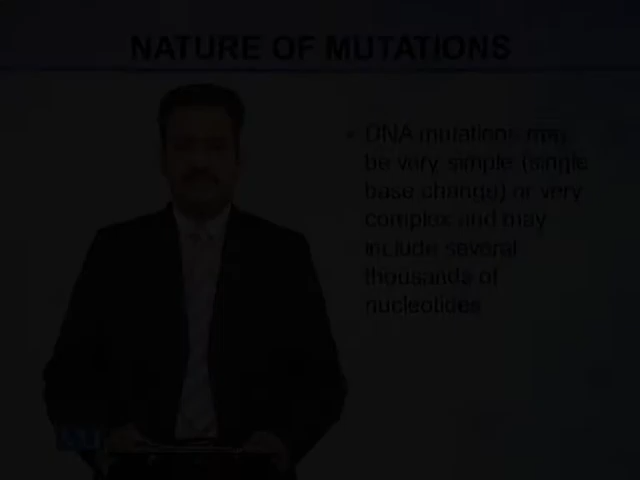 NATURE OF MUTATIONS
• DNA mutations may
be very simple (single
base change) or very
complex and may
include several
thousands of
nucleotides